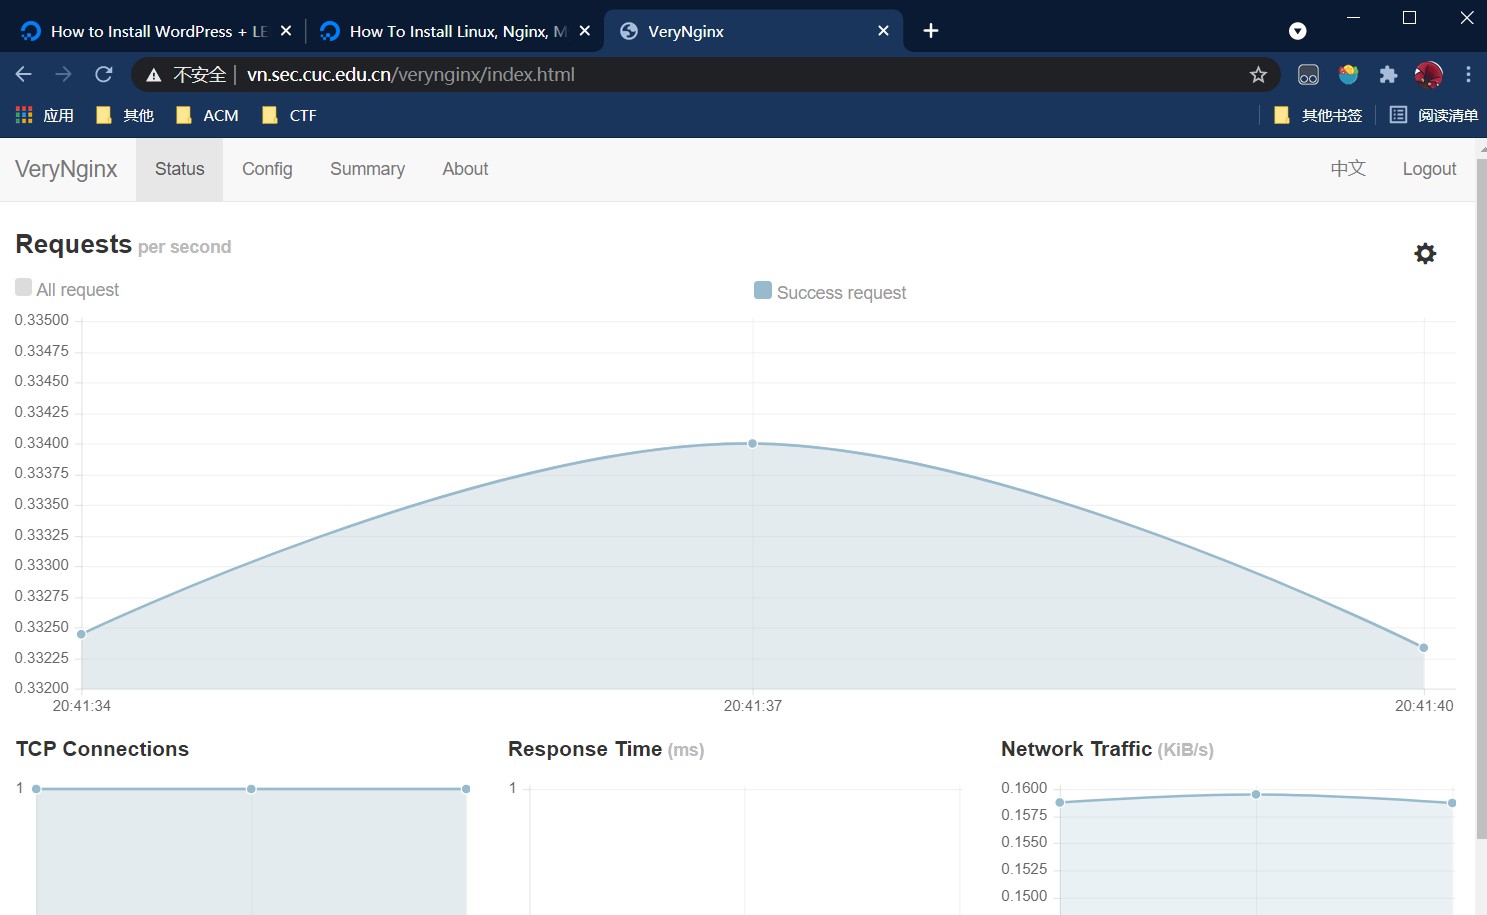 How to Install WordPress + LE
How To Install Linux, Nginx, M
VeryNginx
不安全 | vn.sec.cuc.edu.cn/verynginx/index.html
应用 其他 ACM CTF 其他书签 阅读清单
VeryNginx Status Config Summary About 中文 Logout
Requests per second
All request Success request
0.33500
0.33475
0.33450
0.33425
0.33400
0.33375
0.33350
0.33325
0.33300
0.33275
0.33250
0.33225
0.33200
20:41:34 20:41:37 20:41:40
TCP Connections Response Time (ms) Network Traffic (KiB/s)
1 1 0.1600
0.1575
0.1550
0.1525
0.1500